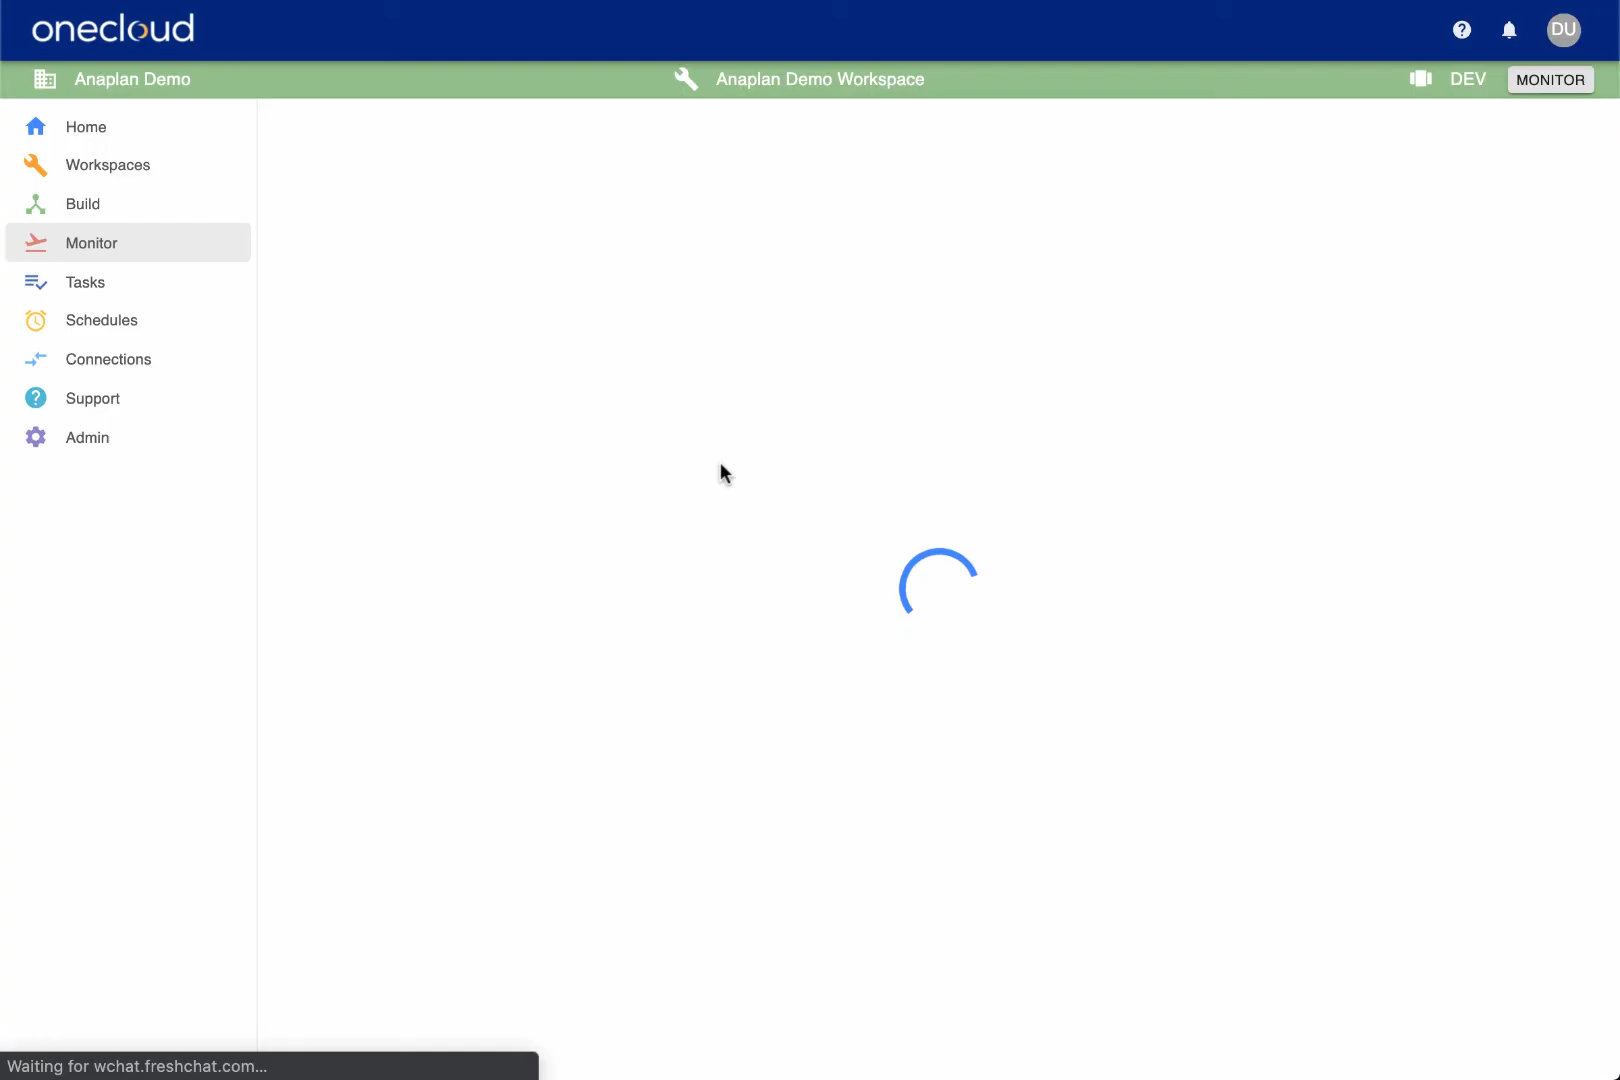 onecloud
DU
Anaplan Demo
Anaplan Demo Workspace
DEV
MONITOR
Home
Workspaces
Build
Monitor
Tasks
Schedules
Connections
Support
Admin
Waiting for wchat.freshchat.com...